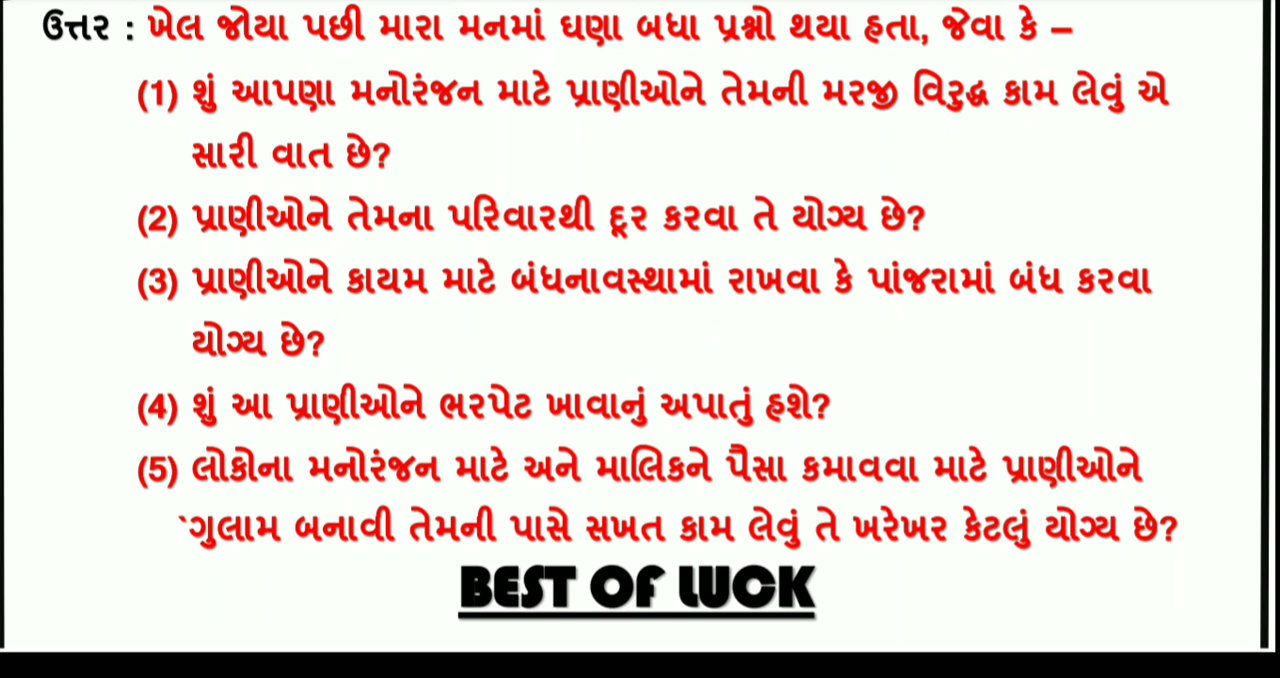 ઉત્તર : ખેલ જોયા પછી મારા મનમાં ઘણા બધા પ્રશ્નો થયા હતા, જેવા કે –
(1) શું આપણા મનોરંજન માટે પ્રાણીઓને તેમની મરજી વિરુદ્ધ કામ લેવું એ
સારી વાત છે?
(2) પ્રાણીઓને તેમના પરિવારથી દૂર કરવા તે યોગ્ય છે?
(3) પ્રાણીઓને કાયમ માટે બંધનાવસ્થામાં રાખવા કે પાંજરામાં બંધ કરવા
યોગ્ય છે?
(4) શું આ પ્રાણીઓને ભરપેટ ખાવાનું અપાતું હશે?
(5) લોકોના મનોરંજન માટે અને માલિકને પૈસા કમાવવા માટે પ્રાણીઓને
`ગુલામ બનાવી તેમની પાસે સખત કામ લેવું તે ખરેખર કેટલું યોગ્ય છે?
BEST OF LUCK